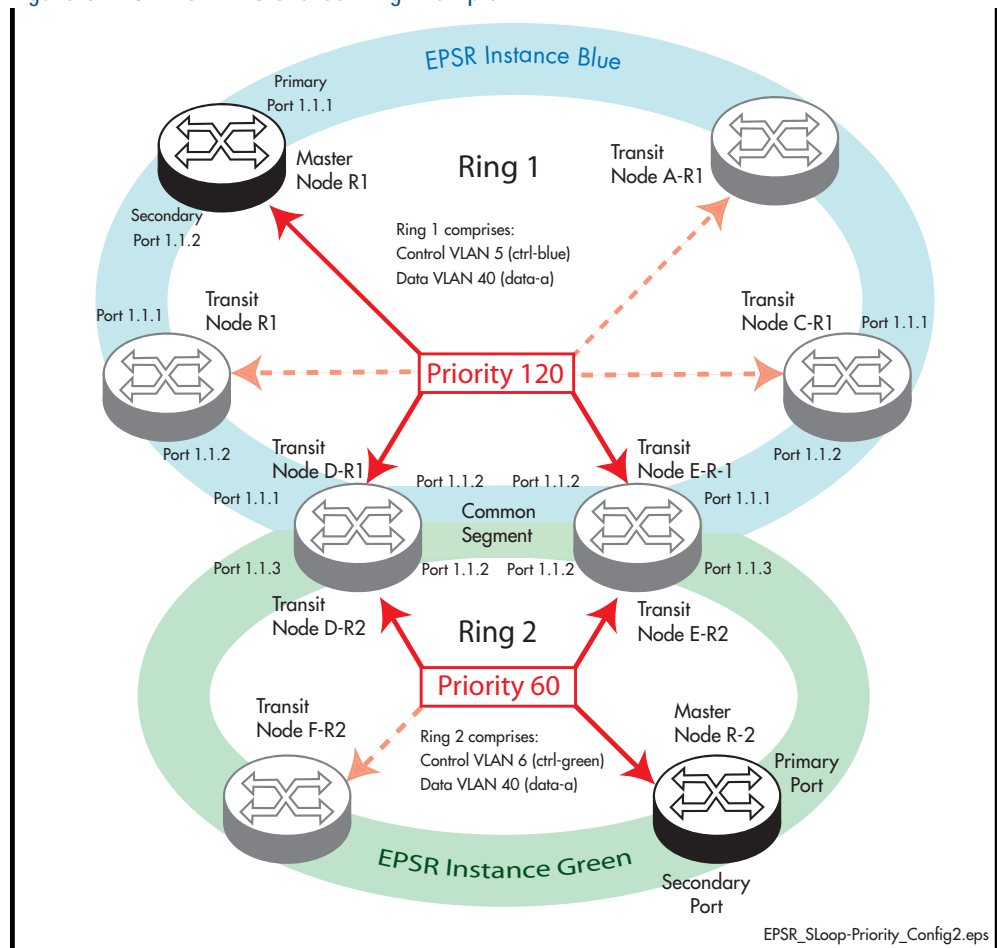 EPSR Instance Blue
Primary
Port 1.1.1
Master
Node R1
Ring 1
Transit
Node A-R1
Secondary
Port 1.1.2
Ring 1 comprises:
Control VLAN 5 (ctrl-blue)
Data VLAN 40 (data-a)
Port 1.1.1
Transit
Node R1
Transit
Node C-R1
Port 1.1.1
Priority 120
Port 1.1.2
Transit
Node D-R1
Transit
Node E-R-1
Port 1.1.2
Port 1.1.1
Port 1.1.2
Port 1.1.2
Port 1.1.1
Common
Segment
Port 1.1.3
Port 1.1.2
Port 1.1.2
Port 1.1.3
Transit
Node D-R2
Ring 2
Transit
Node E-R2
Priority 60
Transit
Node F-R2
Ring 2 comprises:
Control VLAN 6 (ctrl-green)
Data VLAN 40 (data-a)
Master
Node R-2
Primary
Port
EPSR Instance Green
Secondary
Port
EPSR_SLoop-Priority_Config2.eps